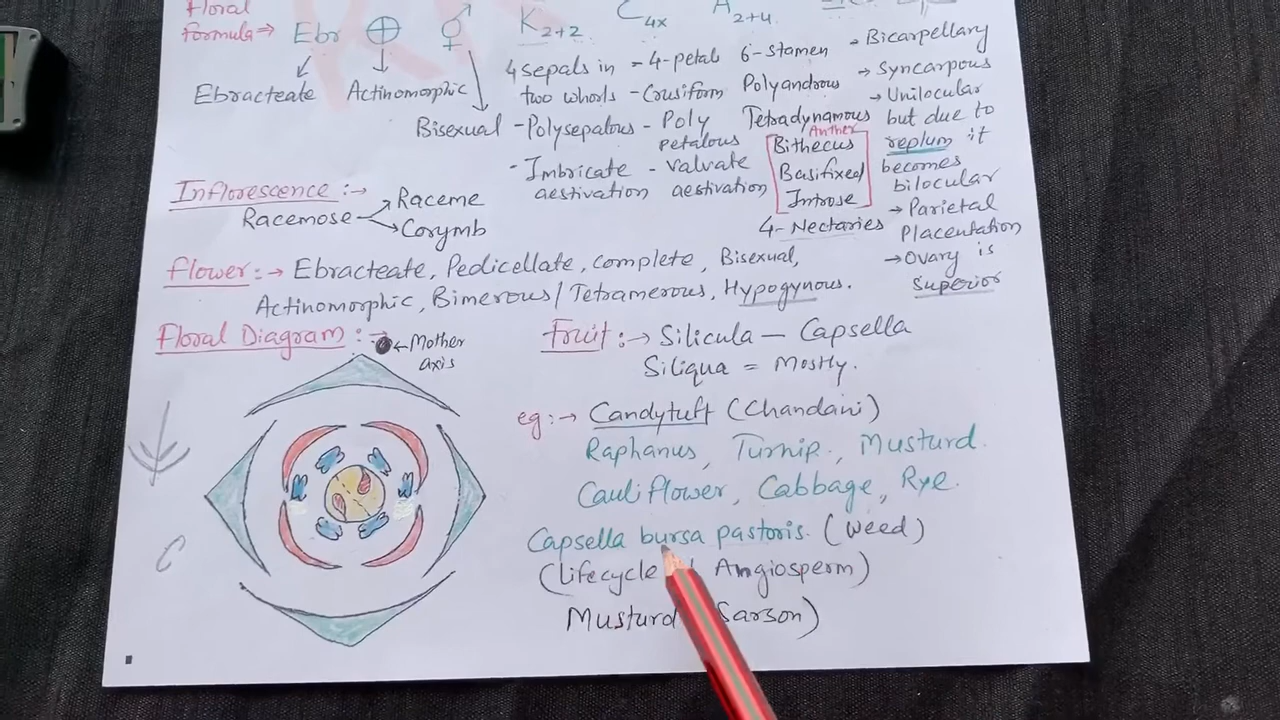 Floral
formula ⇒ Ebr ⊕ ⚥ K2+2 C4x A2+4
Ebracteate Actinomorphic Bisexual
4 sepals in
two whorls
- Polysepalous
- Imbricate
aestivation
- 4-petal
- Crusiform
- Poly
petalous
- Valvate
aestivation
6-stamen
Polyandrous
Tetradynamous
Anther
Bithecus
Basifixed
Introse
4-Nectaries
→ Bicarpellary
→ Syncarpous
→ Unilocular
but due to
replum it
becomes
bilocular
→ Parietal
Placentation
→ Ovary is
superior
Inflorescence :→
Racemose → Raceme
→ Corymb
Flower :→ Ebracteate, Pedicellate, complete, Bisexual,
Actinomorphic, Bimerous/Tetramerous, Hypogynous.
Floral Diagram :→
← Mother
axis
Fruit :→ Silicula — Capsella
Siliqua = Mostly.
eg :→ Candytuft (Chandani)
Raphanus, Turnip, Musturd.
Cauliflower, Cabbage, Rye.
Capsella bursa pastoris. (weed)
(lifecycle Angiosperm)
Musturd Sarson)